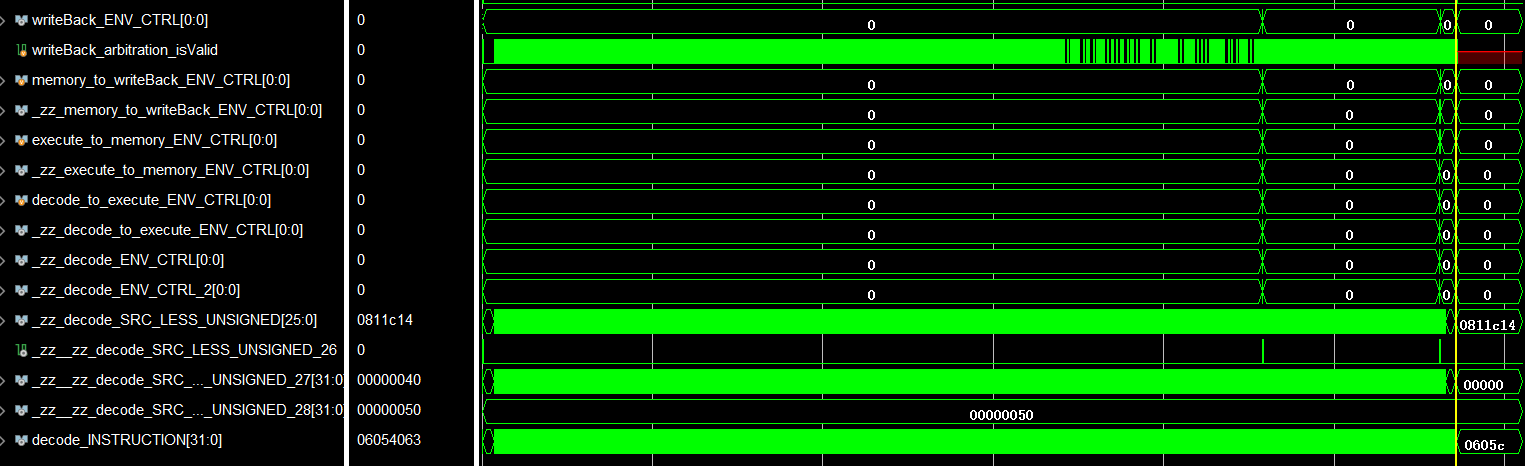 writeBack_ENV_CTRL[0:0] 0 0 0 0 0
writeBack_arbitration_isValid 0
memory_to_writeBack_ENV_CTRL[0:0] 0 0 0 0 0
_zz_memory_to_writeBack_ENV_CTRL[0:0] 0 0 0 0 0
execute_to_memory_ENV_CTRL[0:0] 0 0 0 0 0
_zz_execute_to_memory_ENV_CTRL[0:0] 0 0 0 0 0
decode_to_execute_ENV_CTRL[0:0] 0 0 0 0 0
_zz_decode_to_execute_ENV_CTRL[0:0] 0 0 0 0 0
_zz_decode_ENV_CTRL[0:0] 0 0 0 0 0
_zz_decode_ENV_CTRL_2[0:0] 0 0 0 0 0
_zz_decode_SRC_LESS_UNSIGNED[25:0] 0811c14 0811c14
_zz__zz_decode_SRC_LESS_UNSIGNED_26 0
_zz__zz_decode_SRC_..._UNSIGNED_27[31:0] 00000040 00000
_zz__zz_decode_SRC_..._UNSIGNED_28[31:0] 00000050 00000050
decode_INSTRUCTION[31:0] 06054063 0605c